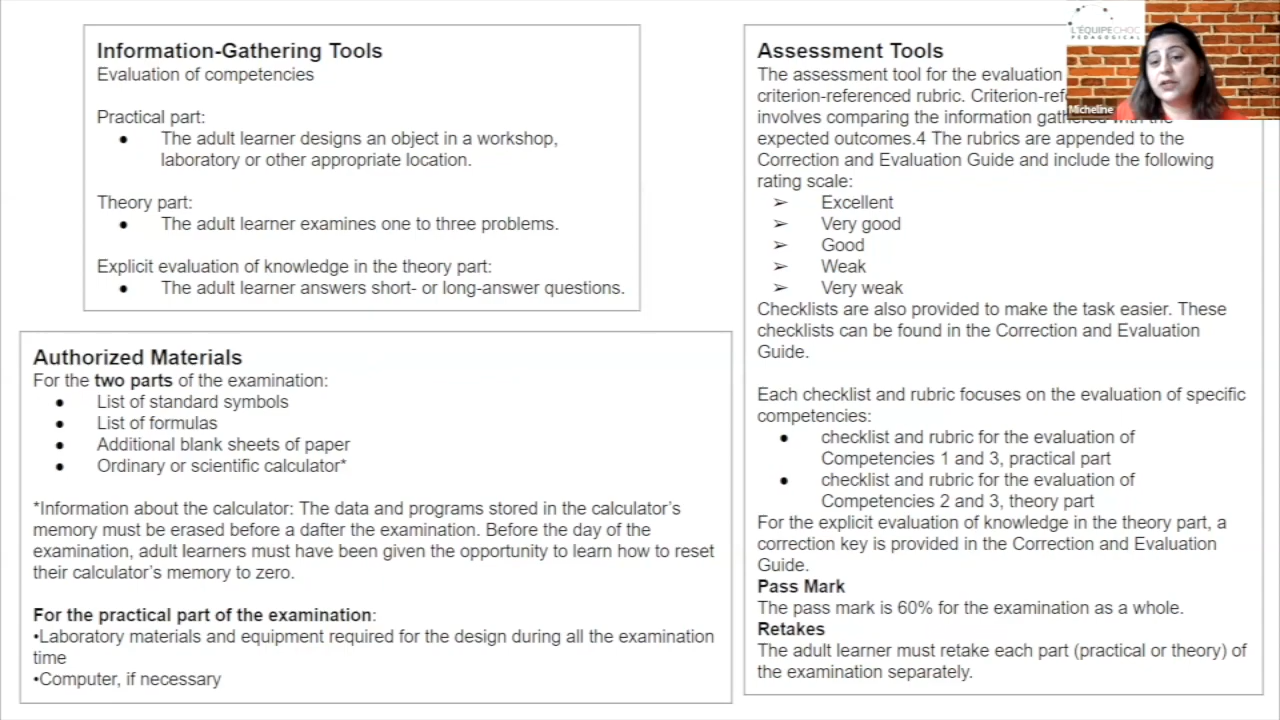 Information-Gathering Tools
Evaluation of competencies
Practical part:
● The adult learner designs an object in a workshop,
laboratory or other appropriate location.
Theory part:
● The adult learner examines one to three problems.
Explicit evaluation of knowledge in the theory part:
● The adult learner answers short- or long-answer questions.
Authorized Materials
For the two parts of the examination:
● List of standard symbols
● List of formulas
● Additional blank sheets of paper
● Ordinary or scientific calculator*
*Information about the calculator: The data and programs stored in the calculator's
memory must be erased before a dafter the examination. Before the day of the
examination, adult learners must have been given the opportunity to learn how to reset
their calculator's memory to zero.
For the practical part of the examination:
•Laboratory materials and equipment required for the design during all the examination
time
•Computer, if necessary
Assessment Tools
The assessment tool for the evaluation
criterion-referenced rubric.
involves comparing the information gathered with the
expected outcomes.4 The rubrics are appended to the
Correction and Evaluation Guide and include the following
rating scale:
➢ Excellent
➢ Very good
➢ Good
➢ Weak
➢ Very weak
Checklists are also provided to make the task easier. These
checklists can be found in the Correction and Evaluation
Guide.
Each checklist and rubric focuses on the evaluation of specific
competencies:
● checklist and rubric for the evaluation of
Competencies 1 and 3, practical part
● checklist and rubric for the evaluation of
Competencies 2 and 3, theory part
For the explicit evaluation of knowledge in the theory part, a
correction key is provided in the Correction and Evaluation
Guide.
Pass Mark
The pass mark is 60% for the examination as a whole.
Retakes
The adult learner must retake each part (practical or theory) of
the examination separately.
L'ÉQUIPECHOC
PEDAGOGICAL
Micheline